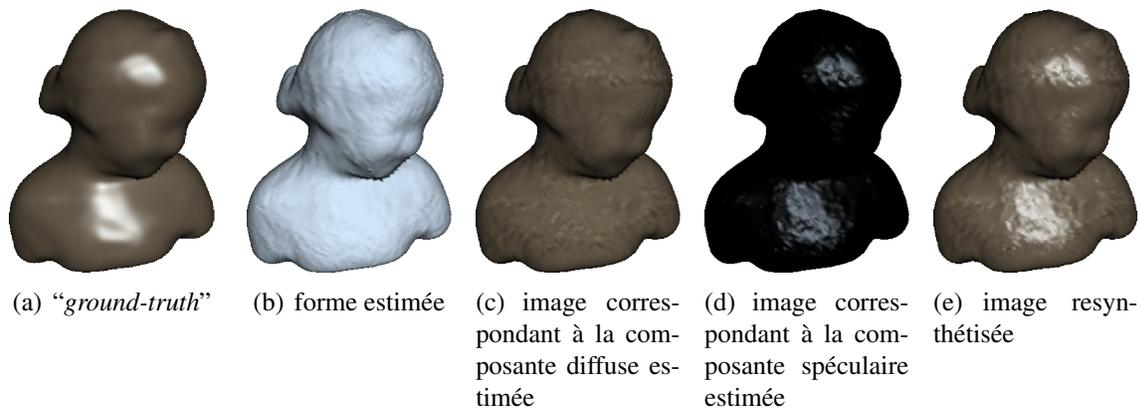 (a) “ground-truth”
(b) forme estimée
(c) image corres-
pondant à la com-
posante diffuse es-
timée
(d) image corres-
pondant à la com-
posante spéculaire
estimée
(e) image resyn-
thétisée